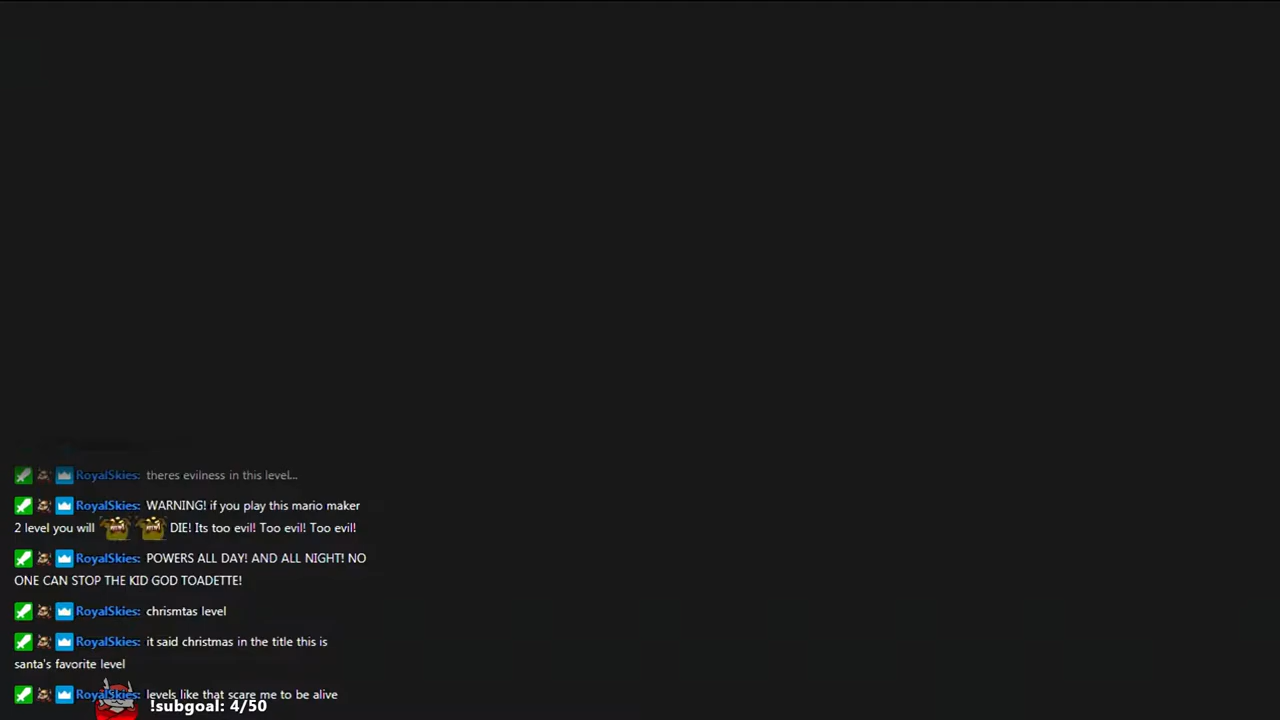 RoyalSkies: theres evilness in this level...
RoyalSkies: WARNING! if you play this mario maker
2 level you will DIE! Its too evil! Too evil! Too evil!
RoyalSkies: POWERS ALL DAY! AND ALL NIGHT! NO
ONE CAN STOP THE KID GOD TOADETTE!
RoyalSkies: chrismtas level
RoyalSkies: it said christmas in the title this is
santa's favorite level
RoyalSkies: levels like that scare me to be alive
!subgoal: 4/50